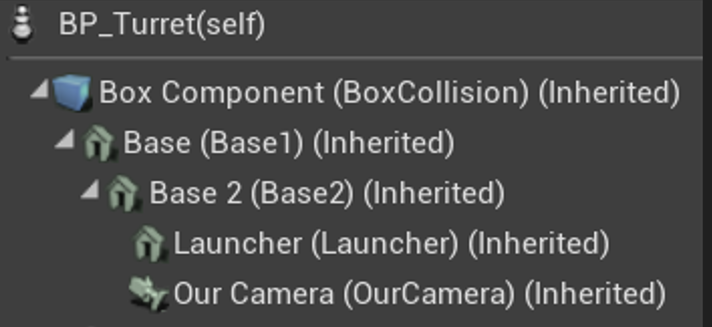 BP_Turret(self)
Box Component (BoxCollision) (Inherited)
Base (Base1) (Inherited)
Base 2 (Base2) (Inherited)
Launcher (Launcher) (Inherited)
Our Camera (OurCamera) (Inherited)